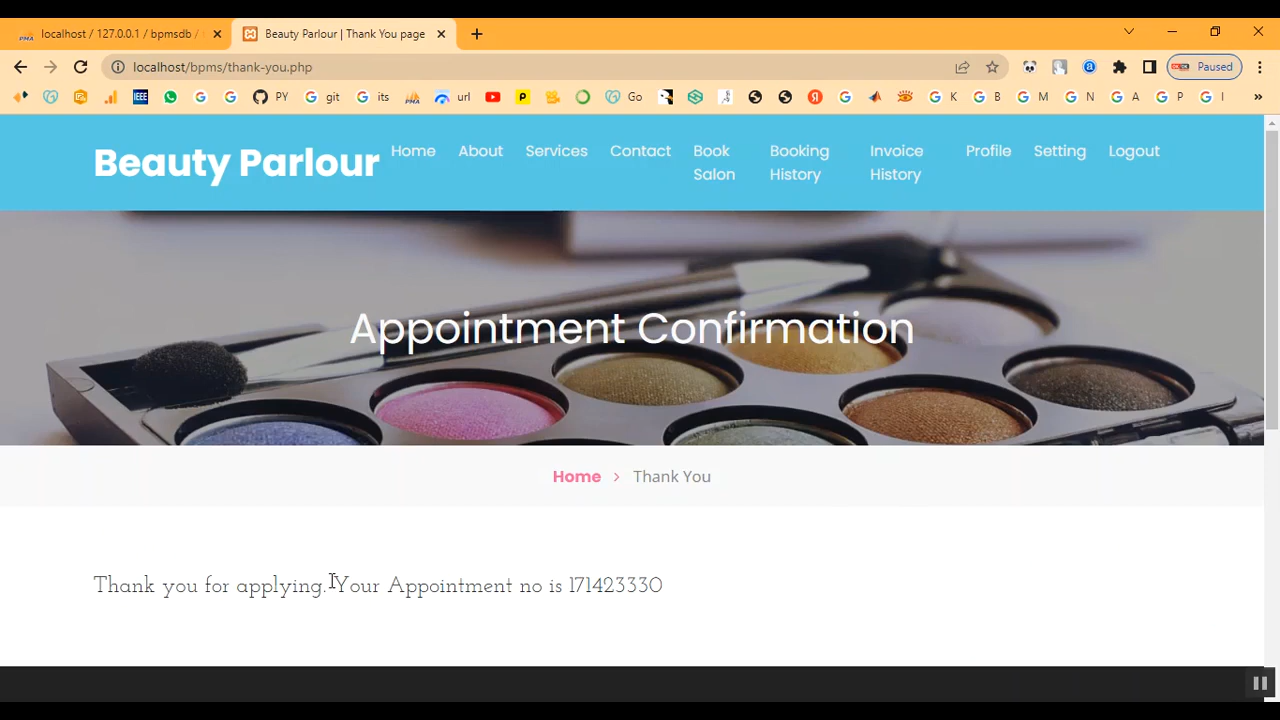 localhost / 127.0.0.1 / bpmsdb /
Beauty Parlour | Thank You page
localhost/bpms/thank-you.php
Paused
IEEE
PY
git
its
PMA
url
Go
K
B
M
N
A
P
I
»
Beauty Parlour
Home
About
Services
Contact
Book
Salon
Booking
History
Invoice
History
Profile
Setting
Logout
Appointment Confirmation
Home > Thank You
Thank you for applying. Your Appointment no is 171423330